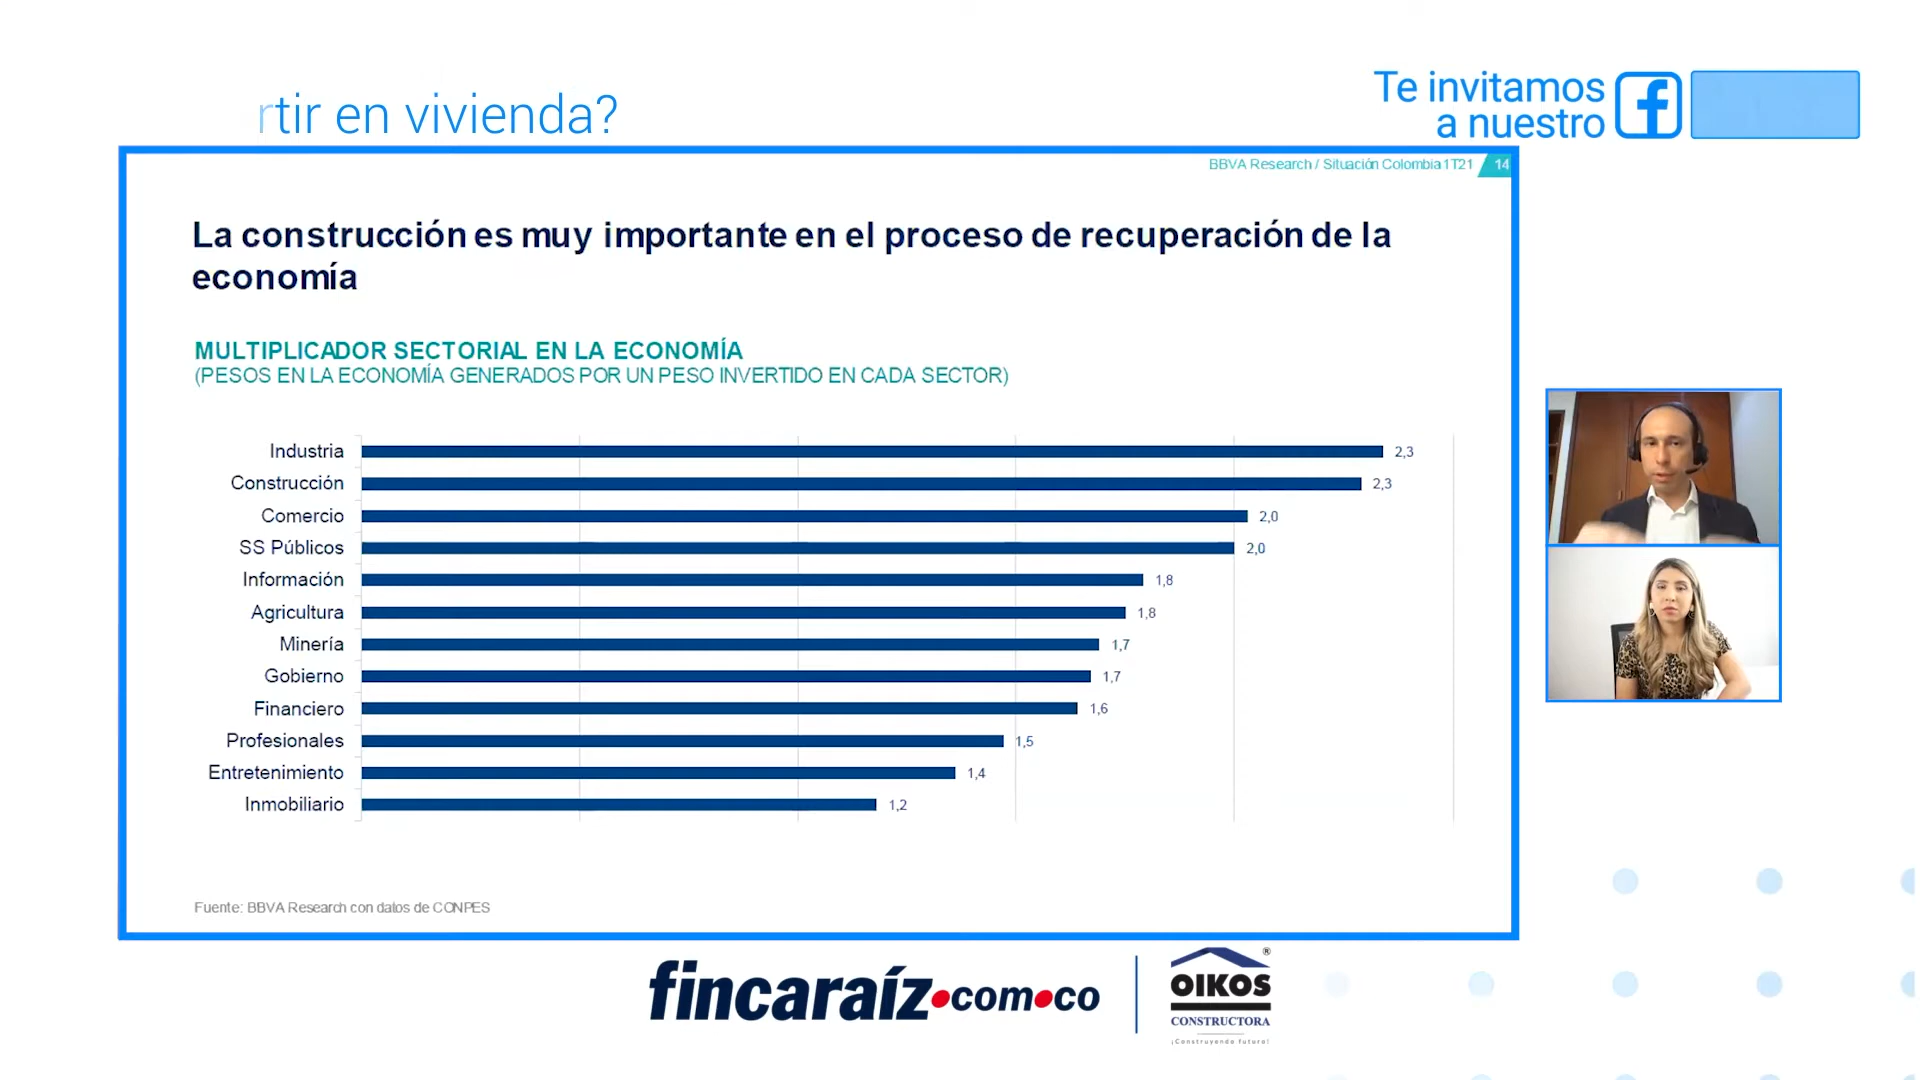 rtir en vivienda?
Te invitamos
a nuestro
BBVA Research / Situación Colombia 1T21 14
La construcción es muy importante en el proceso de recuperación de la
economía
MULTIPLICADOR SECTORIAL EN LA ECONOMÍA
(PESOS EN LA ECONOMÍA GENERADOS POR UN PESO INVERTIDO EN CADA SECTOR)
Industria 2,3
Construcción 2,3
Comercio 2,0
SS Públicos 2,0
Información 1,8
Agricultura 1,8
Minería 1,7
Gobierno 1,7
Financiero 1,6
Profesionales 1,5
Entretenimiento 1,4
Inmobiliario 1,2
Fuente: BBVA Research con datos de CONPES
fincaraíz.com.co
OIKOS ®
CONSTRUCTORA
¡Construyendo futuro!